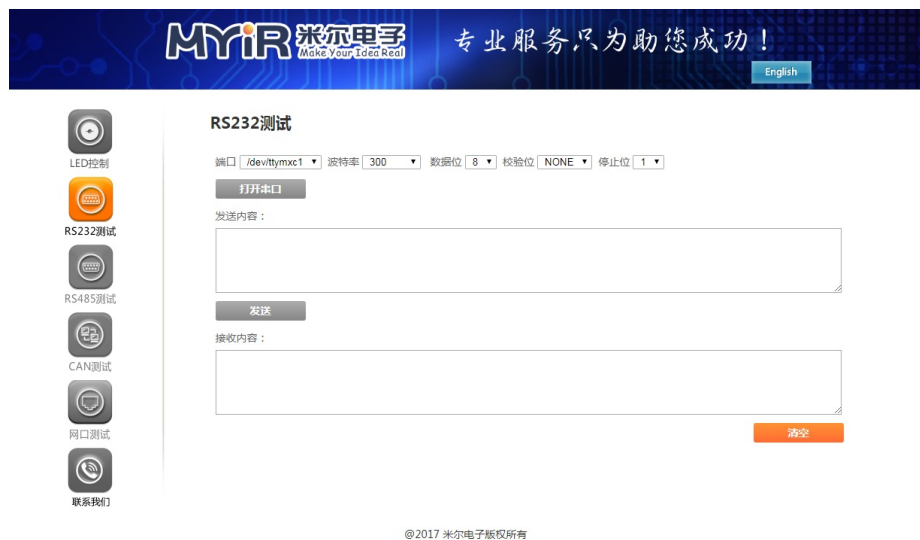 MYiR 米尔电子 Make Your Idea Real
专业服务只为助您成功！
English
LED控制
RS232测试
RS485测试
CAN测试
网口测试
联系我们
RS232测试
端口 /dev/ttymxc1 波特率 300 数据位 8 校验位 NONE 停止位 1
打开串口
发送内容：
发送
接收内容：
清空
@2017 米尔电子版权所有